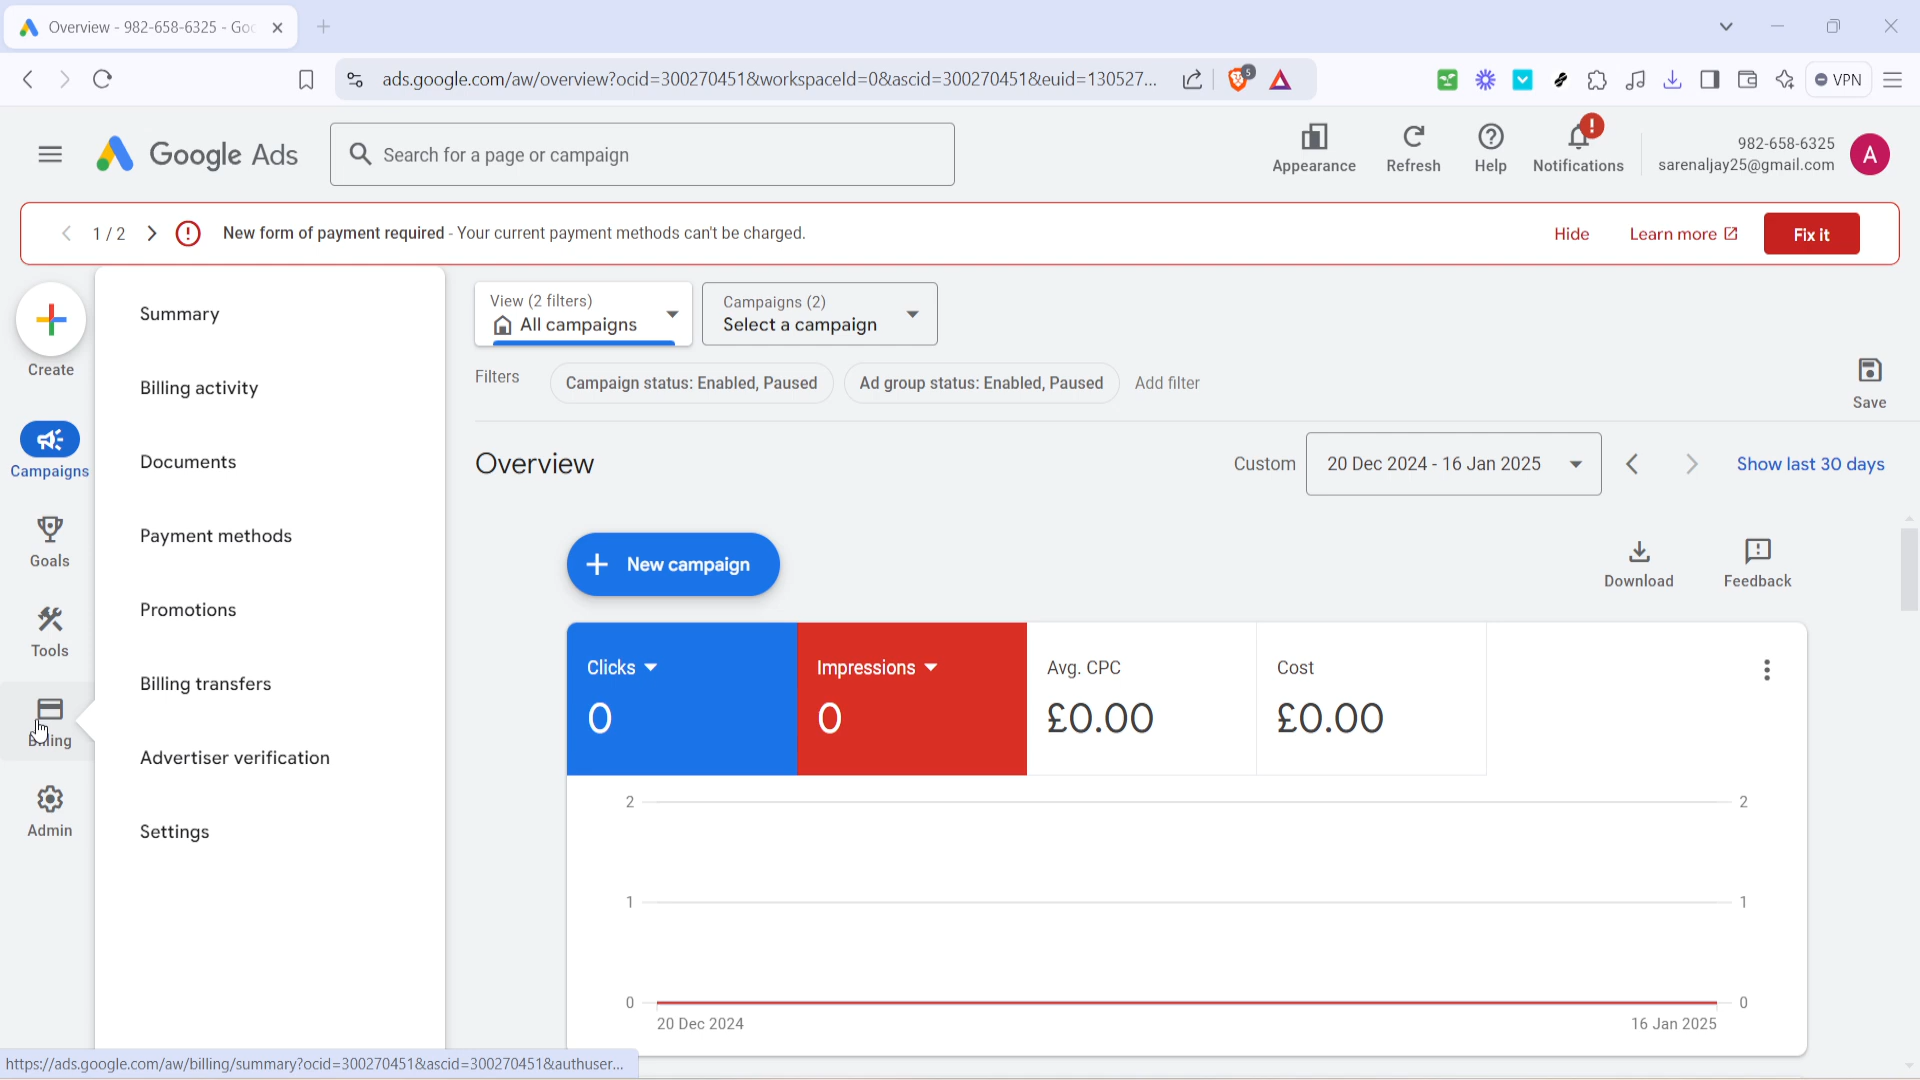 Overview - 982-658-6325 - Goo
ads.google.com/aw/overview?ocid=300270451&workspaceId=0&ascid=300270451&euid=130527...
5
VPN
Google Ads
Search for a page or campaign
Appearance
Refresh
Help
Notifications
982-658-6325
sarenaljay25@gmail.com
A
1 / 2
New form of payment required - Your current payment methods can't be charged.
Hide
Learn more
Fix it
Create
Campaigns
Goals
Tools
Billing
Admin
Summary
Billing activity
Documents
Payment methods
Promotions
Billing transfers
Advertiser verification
Settings
View (2 filters)
All campaigns
Campaigns (2)
Select a campaign
Filters
Campaign status: Enabled, Paused
Ad group status: Enabled, Paused
Add filter
Save
Overview
Custom
20 Dec 2024 - 16 Jan 2025
Show last 30 days
New campaign
Download
Feedback
Clicks
0
Impressions
0
Avg. CPC
£0.00
Cost
£0.00
2
2
1
1
0
0
20 Dec 2024
16 Jan 2025
https://ads.google.com/aw/billing/summary?ocid=300270451&ascid=300270451&authuser...